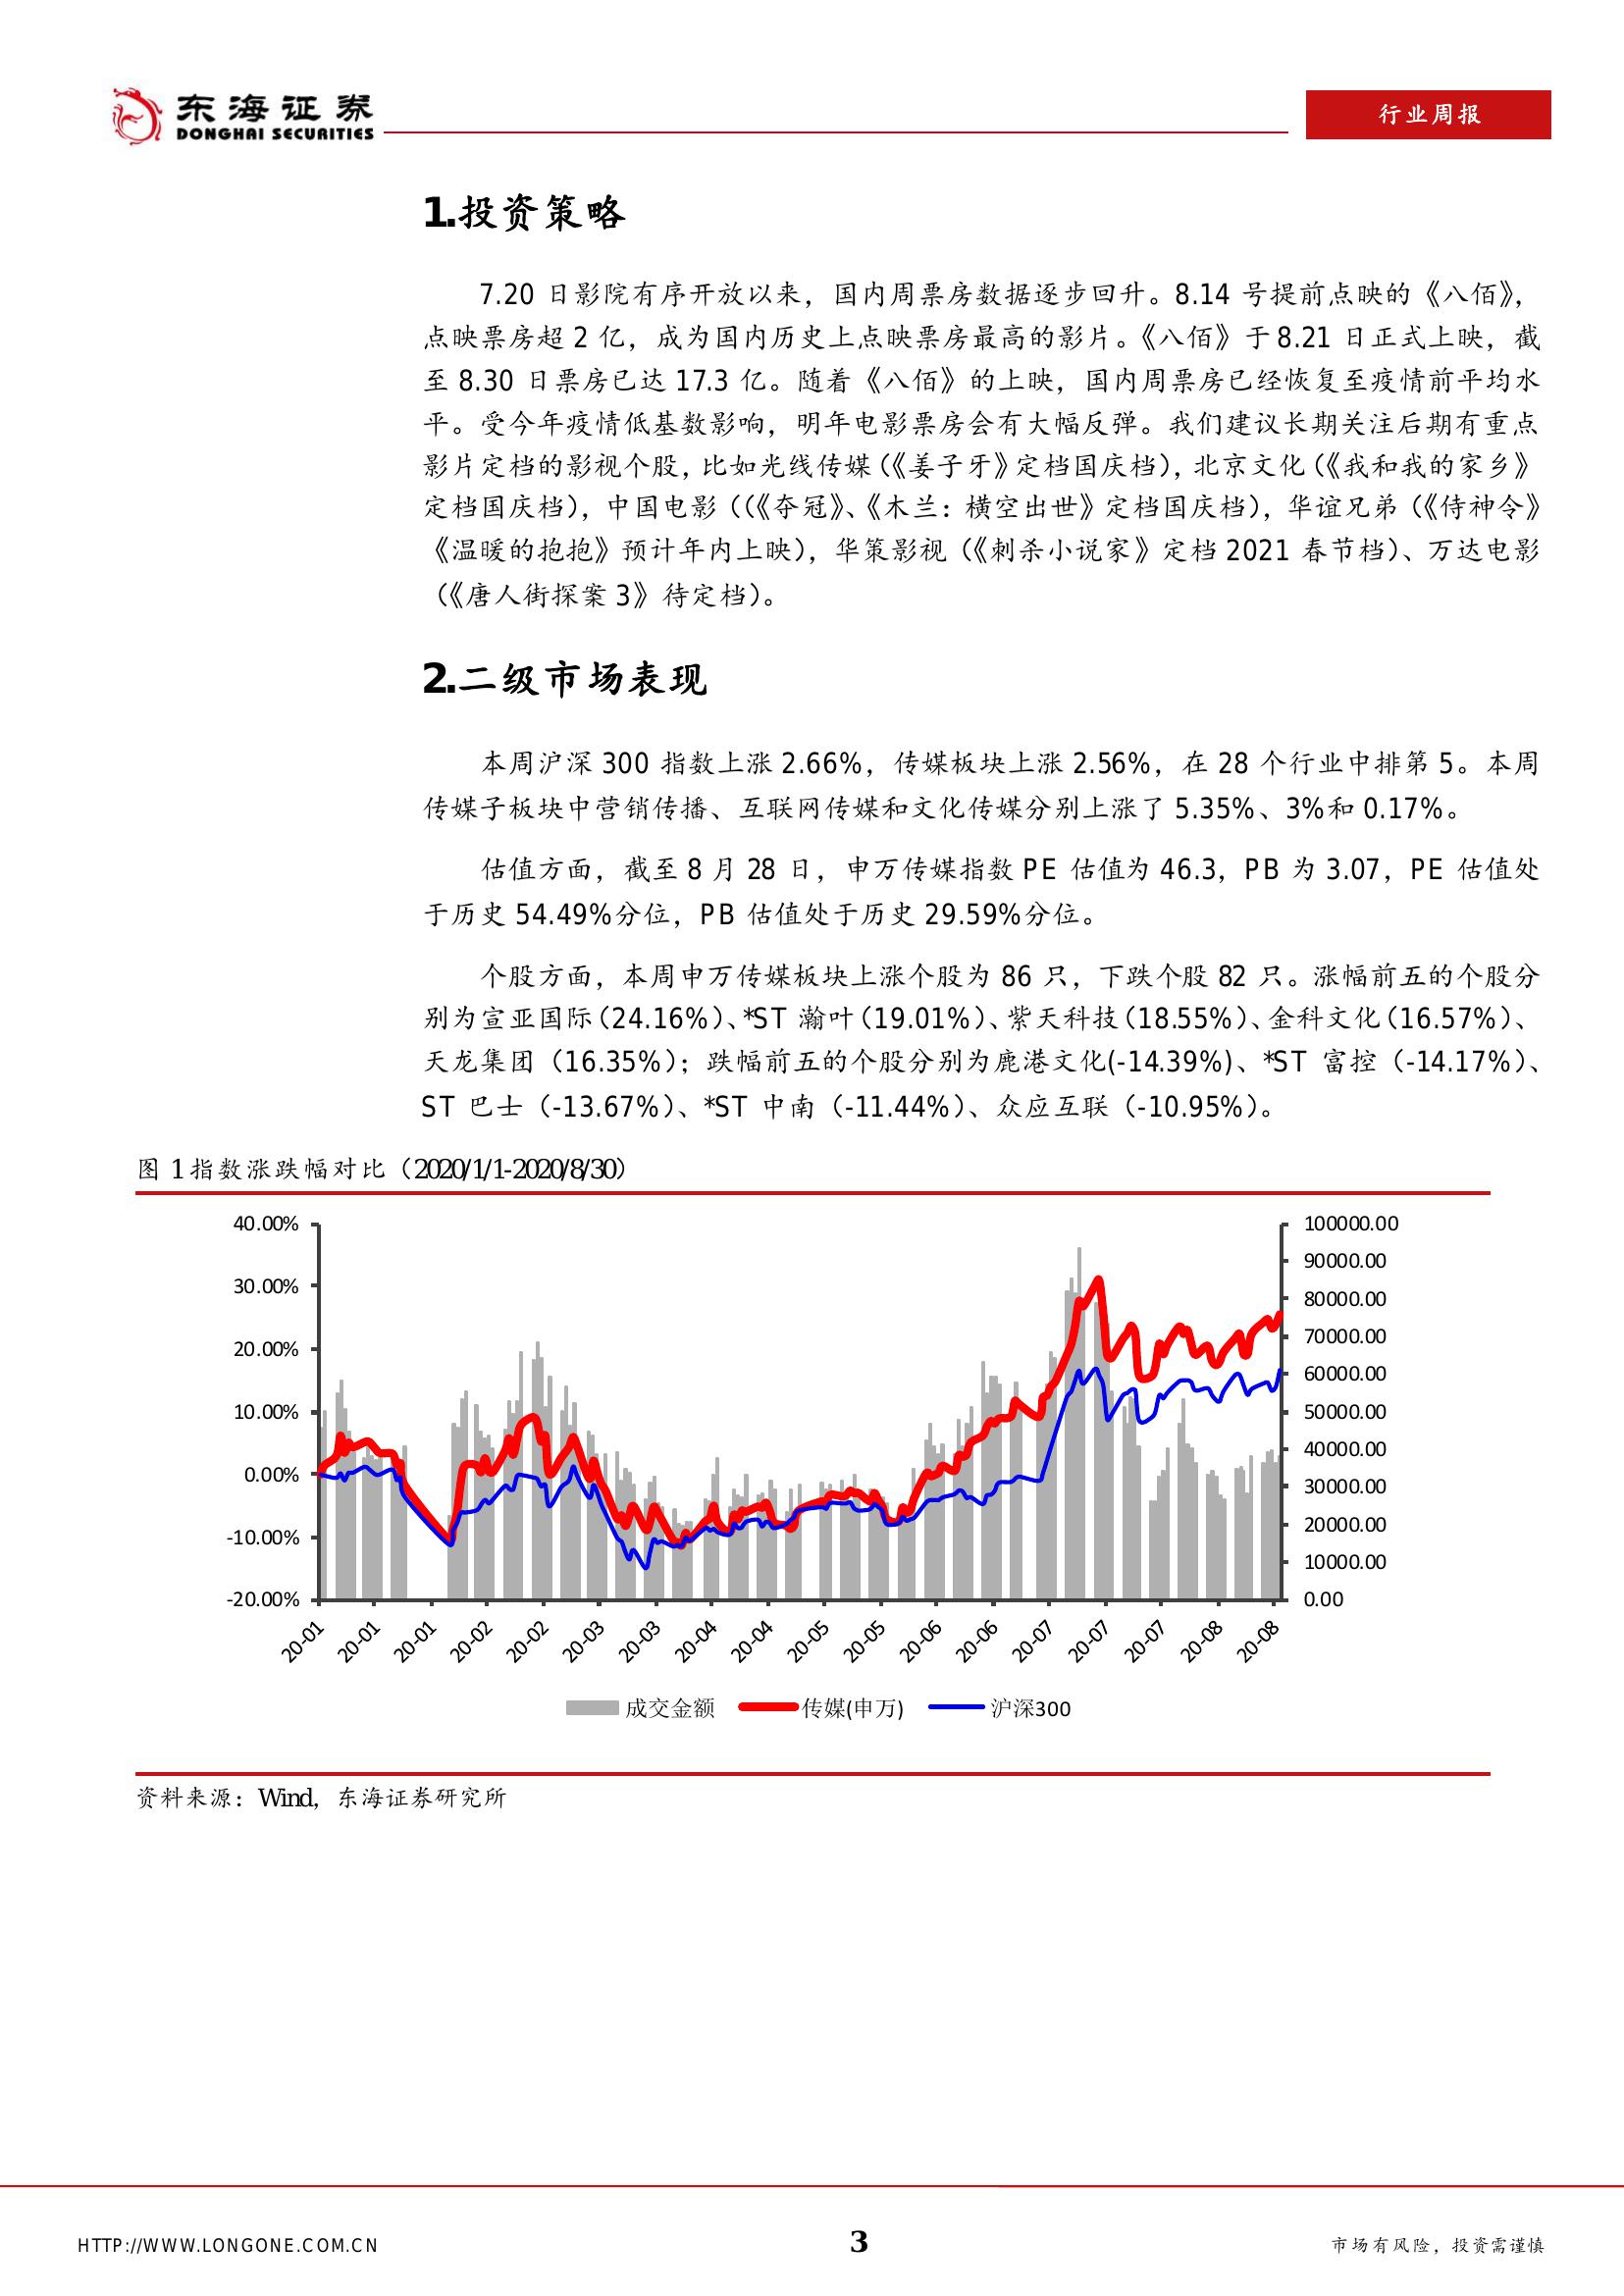 东海证券
DONGHAI SECURITIES
行业周报
1.投资策略
7.20 日影院有序开放以来，国内周票房数据逐步回升。8.14 号提前点映的《八佰》，
点映票房超 2 亿，成为国内历史上点映票房最高的影片。《八佰》于 8.21 日正式上映，截
至 8.30 日票房已达 17.3 亿。随着《八佰》的上映，国内周票房已经恢复至疫情前平均水
平。受今年疫情低基数影响，明年电影票房会有大幅反弹。我们建议长期关注后期有重点
影片定档的影视个股，比如光线传媒（《姜子牙》定档国庆档），北京文化（《我和我的家乡》
定档国庆档），中国电影（（《夺冠》、《木兰：横空出世》定档国庆档），华谊兄弟（《侍神令》
《温暖的抱抱》预计年内上映），华策影视（《刺杀小说家》定档 2021 春节档）、万达电影
（《唐人街探案 3》待定档）。
2.二级市场表现
本周沪深 300 指数上涨 2.66%，传媒板块上涨 2.56%，在 28 个行业中排第 5。本周
传媒子板块中营销传播、互联网传媒和文化传媒分别上涨了 5.35%、3%和 0.17%。
估值方面，截至 8 月 28 日，申万传媒指数 PE 估值为 46.3，PB 为 3.07，PE 估值处
于历史 54.49%分位，PB 估值处于历史 29.59%分位。
个股方面，本周申万传媒板块上涨个股为 86 只，下跌个股 82 只。涨幅前五的个股分
别为宣亚国际（24.16%）、*ST 瀚叶（19.01%）、紫天科技（18.55%）、金科文化（16.57%）、
天龙集团（16.35%）；跌幅前五的个股分别为鹿港文化(-14.39%）、*ST 富控（-14.17%）、
ST 巴士（-13.67%）、*ST 中南（-11.44%）、众应互联（-10.95%）。
图 1 指数涨跌幅对比（2020/1/1-2020/8/30）
40.00%
30.00%
20.00%
10.00%
0.00%
-10.00%
-20.00%
100000.00
90000.00
80000.00
70000.00
60000.00
50000.00
40000.00
30000.00
20000.00
10000.00
0.00
20-01 20-01 20-01 20-02 20-02 20-03 20-03 20-04 20-04 20-05 20-05 20-06 20-06 20-07 20-07 20-07 20-08 20-08
成交金额 传媒(申万) 沪深300
资料来源：Wind，东海证券研究所
HTTP://WWW.LONGONE.COM.CN 3 市场有风险，投资需谨慎